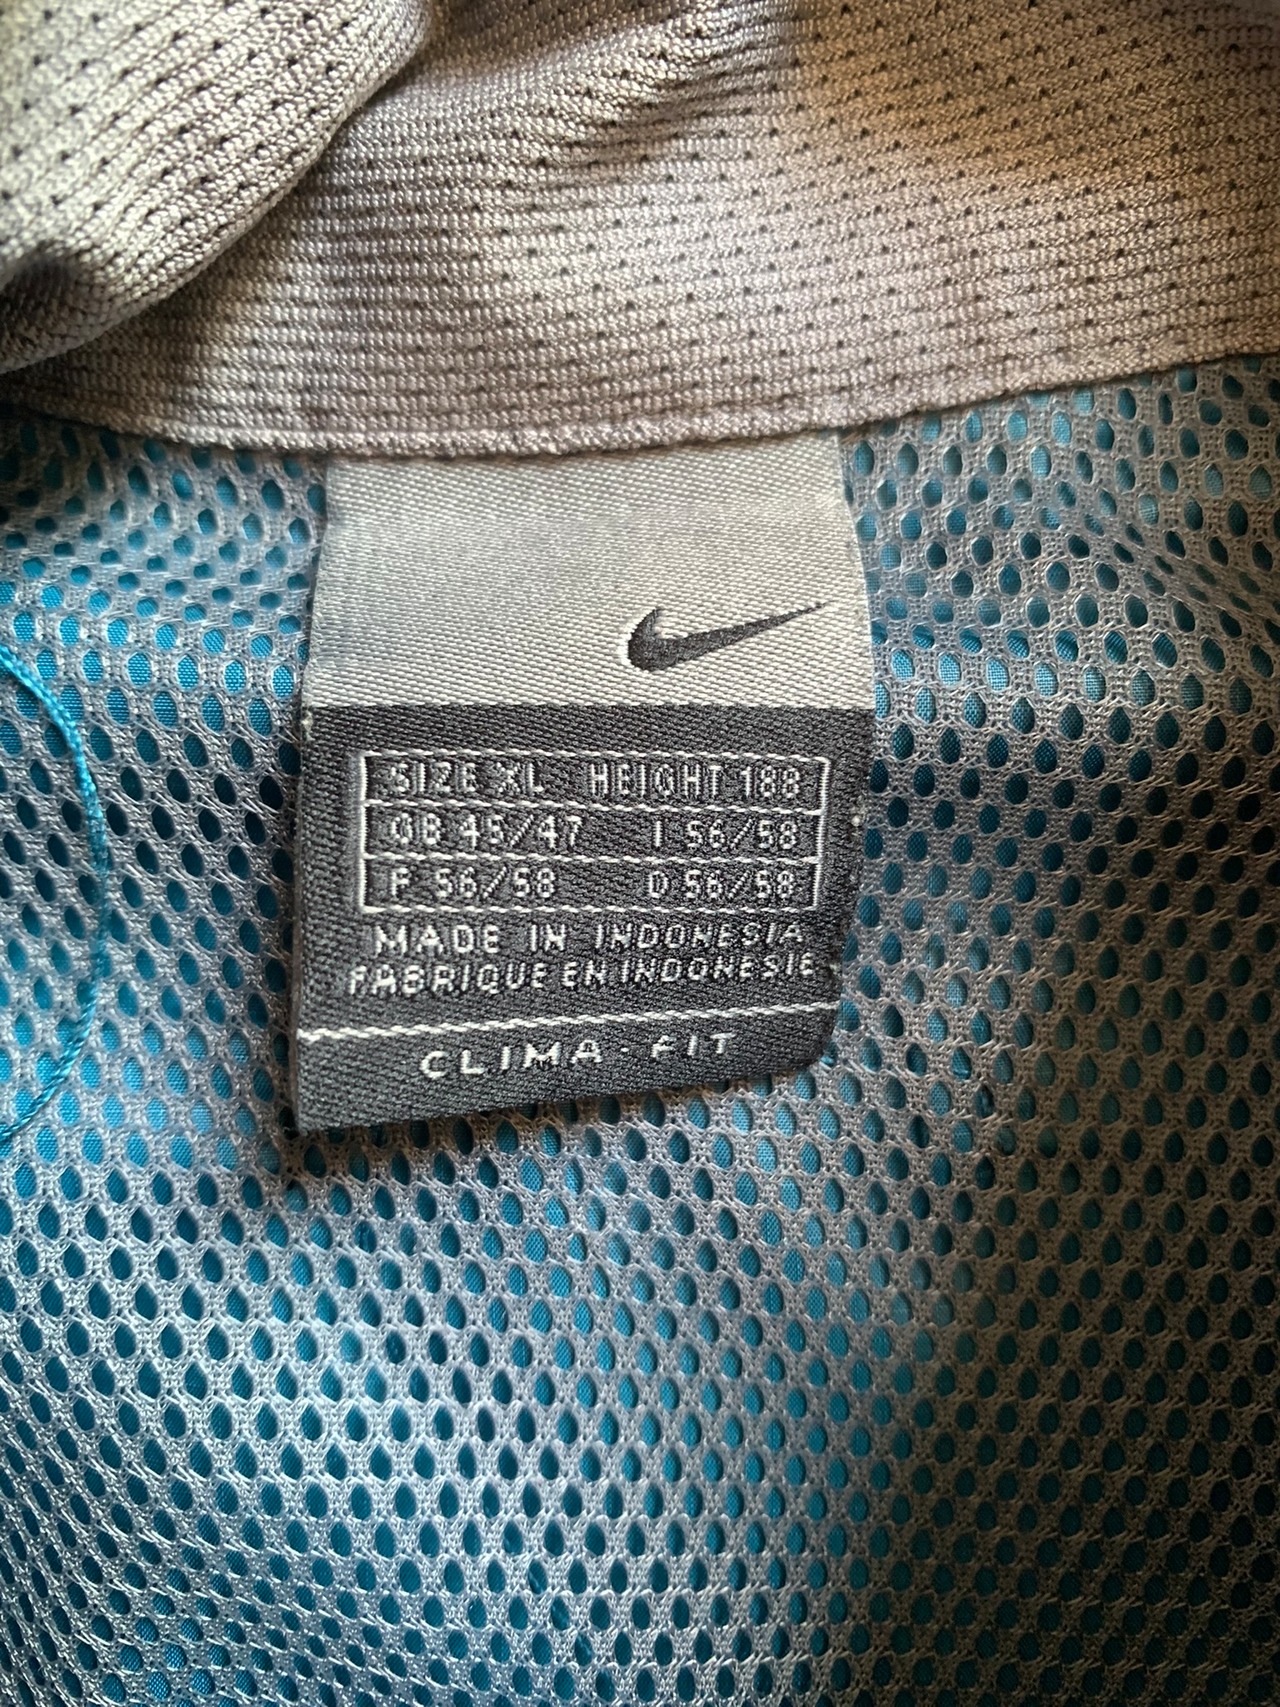 SIZE XL HEIGHT 188
GB 45/47 I 56/58
F 56/58 D 56/58
MADE IN INDONESIA
FABRIQUE EN INDONESIE
CLIMA-FIT